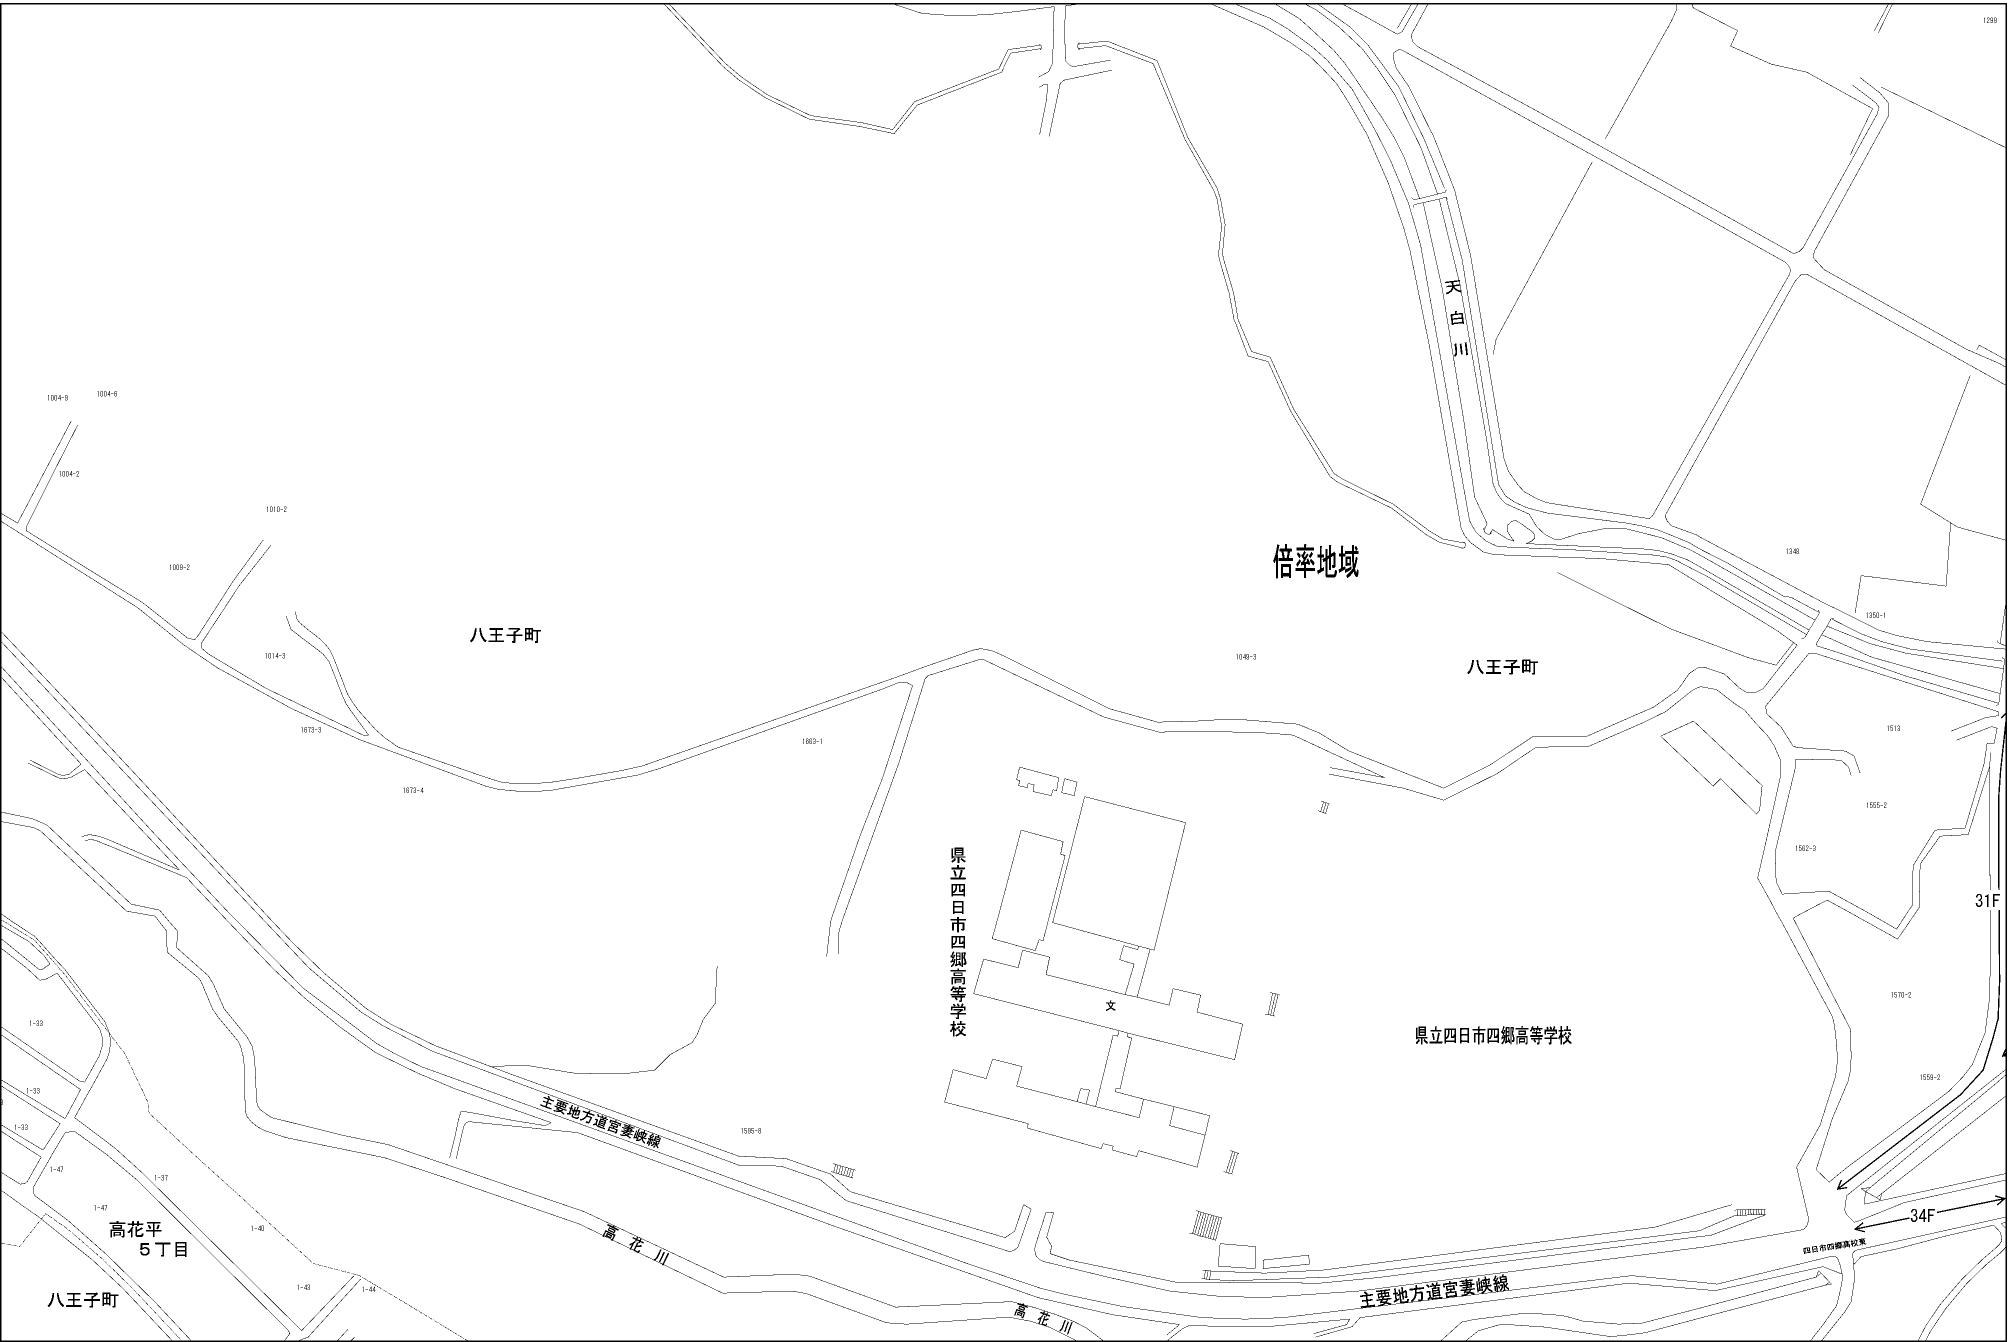 1299
天白川
1004-9
1004-6
1004-2
1010-2
1009-2
倍率地域
1348
1350-1
八王子町
1014-3
1049-3
八王子町
1673-3
1663-1
1513
1673-4
1555-2
1562-3
県立四日市四郷高等学校
31F
文
1570-2
1-33
県立四日市四郷高等学校
1559-2
1-33
主要地方道宮妻峡線
1-33
1595-8
1-47
1-37
1-47
高花平
5丁目
1-40
高花川
34F
四日市四郷高校東
1-43
1-44
主要地方道宮妻峡線
八王子町
高花川